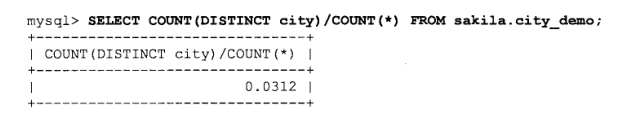 mysql> SELECT COUNT(DISTINCT city)/COUNT(*) FROM sakila.city_demo;
+-------------------------------+
| COUNT(DISTINCT city)/COUNT(*) |
+-------------------------------+
|                        0.0312 |
+-------------------------------+